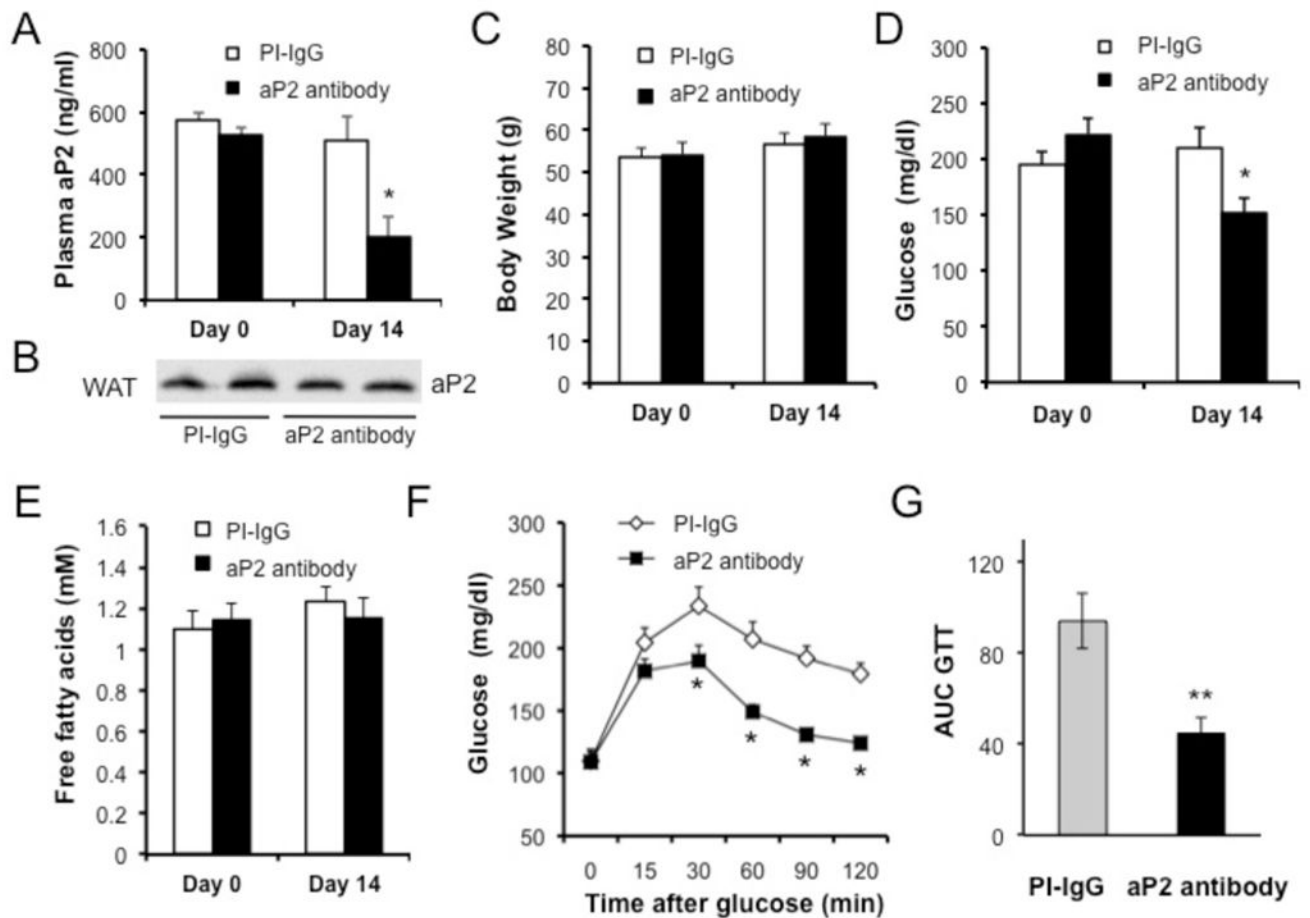 A
Plasma aP2 (ng/ml)
800
600
400
200
0
PI-IgG
aP2 antibody
*
Day 0 Day 14
B
WAT aP2
PI-IgG aP2 antibody
C
Body Weight (g)
80
70
60
50
40
30
20
10
0
PI-IgG
aP2 antibody
Day 0 Day 14
D
Glucose (mg/dl)
300
250
200
150
200
50
0
PI-IgG
aP2 antibody
*
Day 0 Day 14
E
Free fatty acids (mM)
1.6
1.4
1.2
1
0.8
0.6
0.4
0.2
0
PI-IgG
aP2 antibody
Day 0 Day 14
F
Glucose (mg/dl)
300
250
200
150
100
50
PI-IgG
aP2 antibody
*
*
*
*
0 15 30 60 90 120
Time after glucose (min)
G
AUC GTT
120
80
40
0
**
PI-IgG aP2 antibody